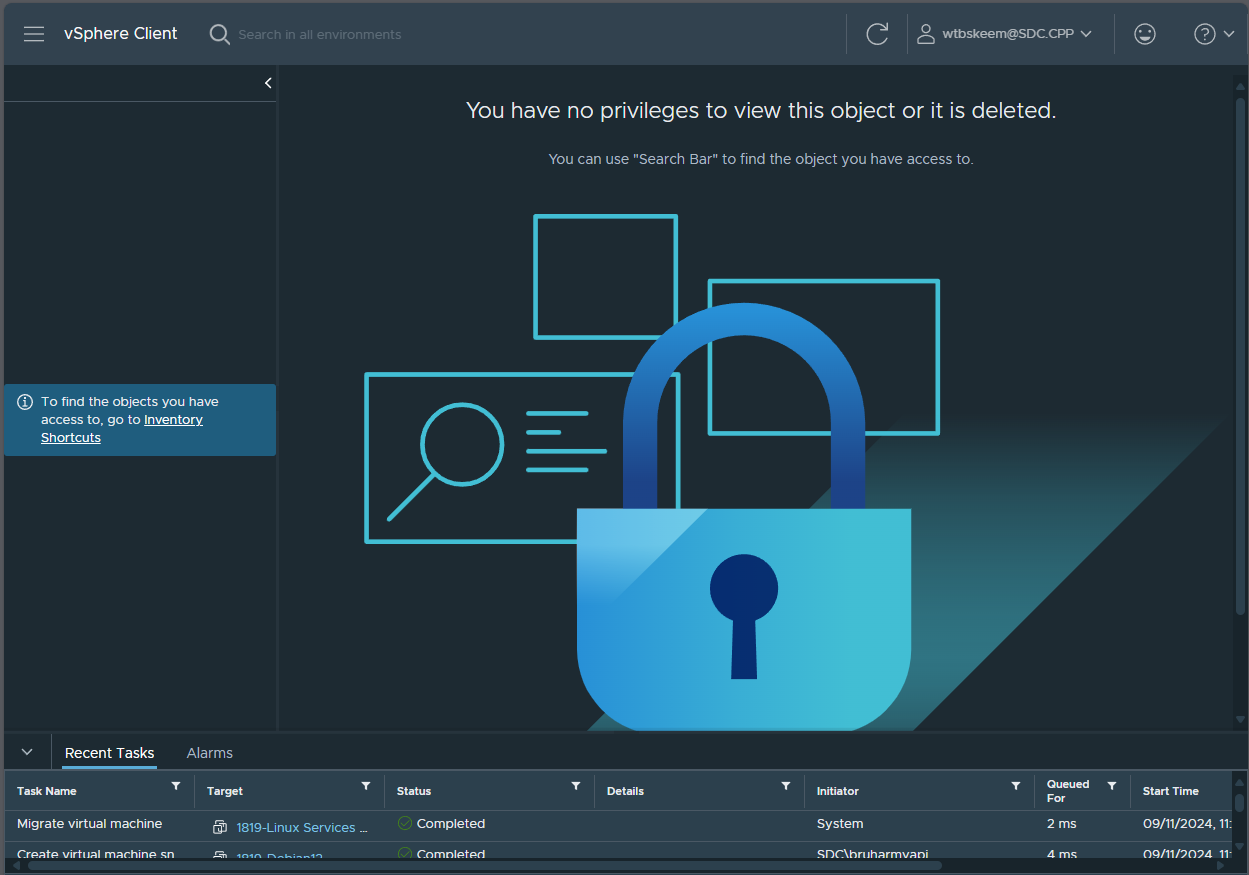 vSphere Client
Search in all environments
wtbskeem@SDC.CPP
You have no privileges to view this object or it is deleted.
You can use "Search Bar" to find the object you have access to.
To find the objects you have
access to, go to Inventory
Shortcuts
Recent Tasks
Alarms
Task Name Target Status Details Initiator Queued For Start Time
Migrate virtual machine 1819-Linux Services ... Completed System 2 ms 09/11/2024, 11:
Create virtual machine sn 1819-Debian12 Completed SDC\bruharmyapi 4 ms 09/11/2024, 11: